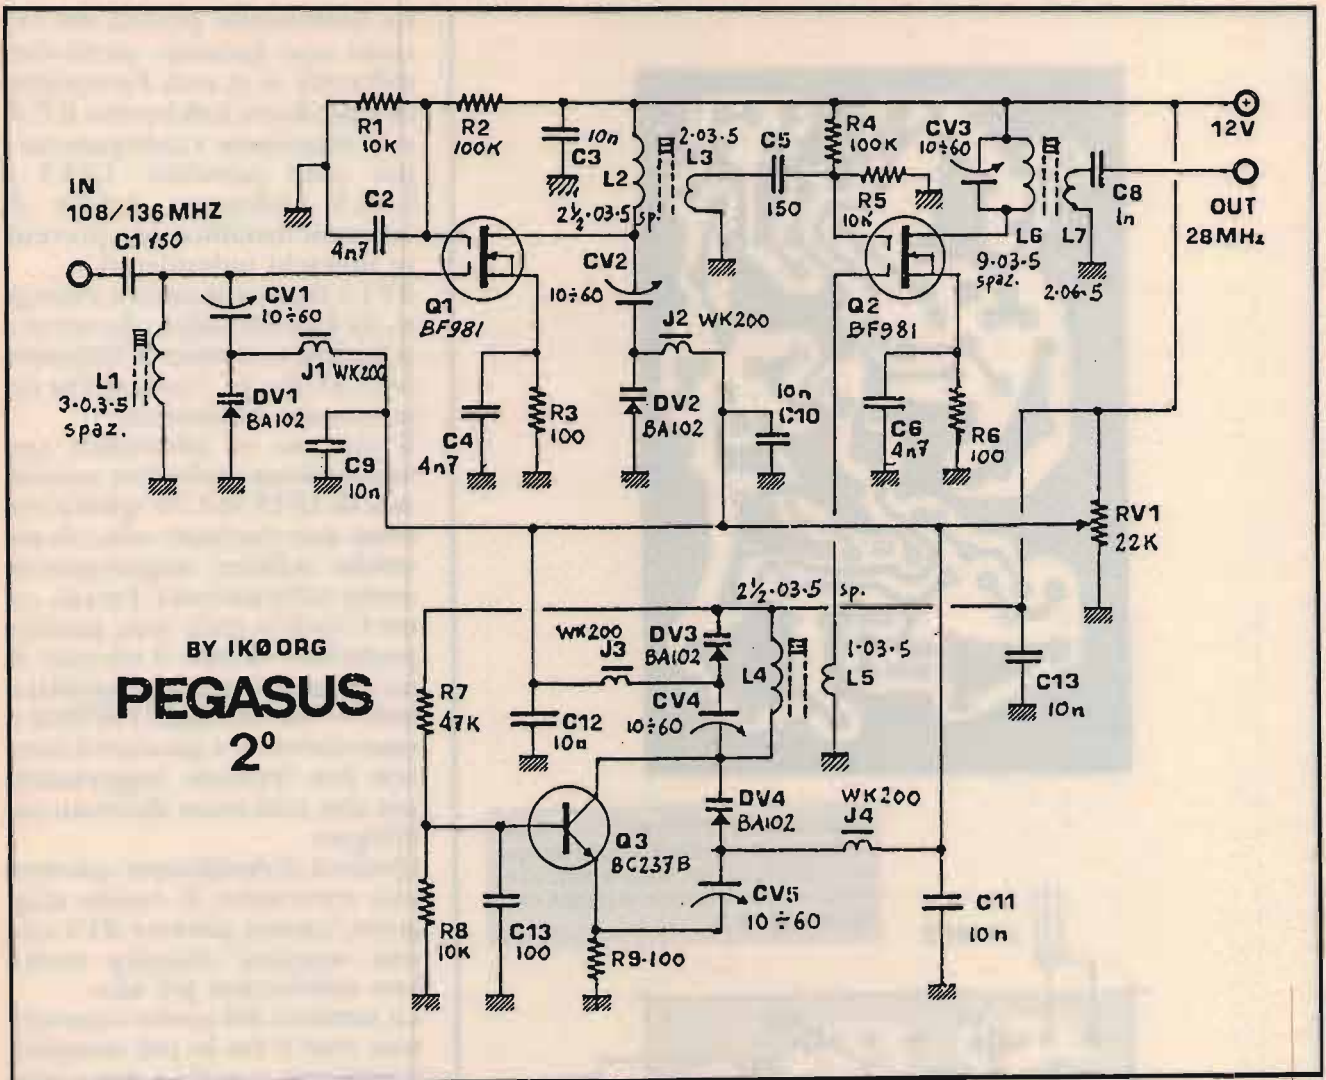 R1
10K
R2
100K
10n
C3
2.03.5
L3
C5
150
R4
100K
CV3
10÷60
12V
IN
108/136 MHZ
C1 150
C2
4n7
L2
2½.03.5 sp.
R5
10K
C8
1n
OUT
28 MHz
L6
L7
9.03.5
spaz.
2.06.5
CV1
10÷60
Q1
BF981
CV2
10÷60
J2 WK200
Q2
BF981
L1
3.0.3.5
spaz.
DV1
BA102
J1 WK200
C9
10n
C4
4n7
R3
100
DV2
BA102
10n
C10
C6
4n7
R6
100
RV1
22K
2½.03.5 sp.
BY IKØORG
PEGASUS
2º
WK200
J3
DV3
BA102
L4
1.03.5
L5
R7
47K
C12
10n
CV4
10÷60
C13
10n
Q3
BC237B
DV4
BA102
WK200
J4
R8
10K
C13
100
R9.100
CV5
10÷60
C11
10n